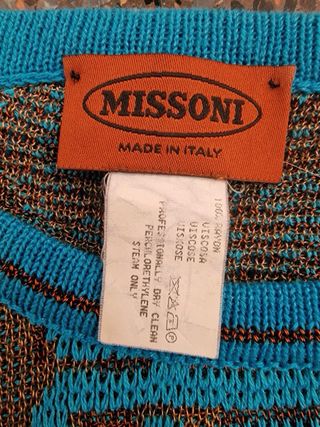 MISSONI
MADE IN ITALY
100% RAYON
VISCOSA
VISCOSE
VISKOSE
P
PROFESSIONALLY DRY CLEAN
PERCHLORETHYLENE
STEAM ONLY